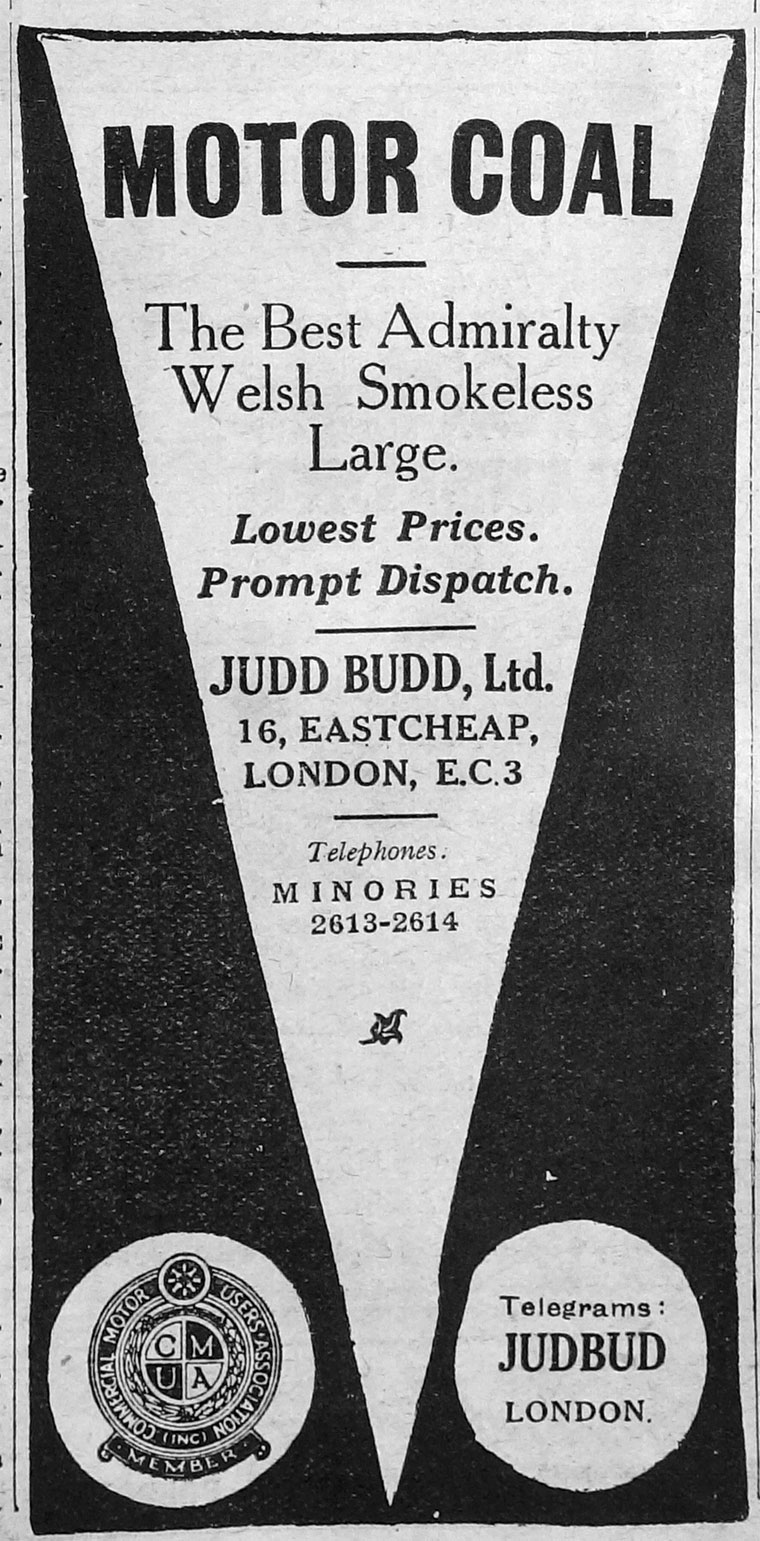 MOTOR COAL
The Best Admiralty
Welsh Smokeless
Large.
Lowest Prices.
Prompt Dispatch.
JUDD BUDD, Ltd.
16, EASTCHEAP,
LONDON, E.C.3
Telephones:
MINORIES
2613-2614
COMMERCIAL MOTOR USERS ASSOCIATION
(INC)
C M
U A
MEMBER
Telegrams:
JUDBUD
LONDON.